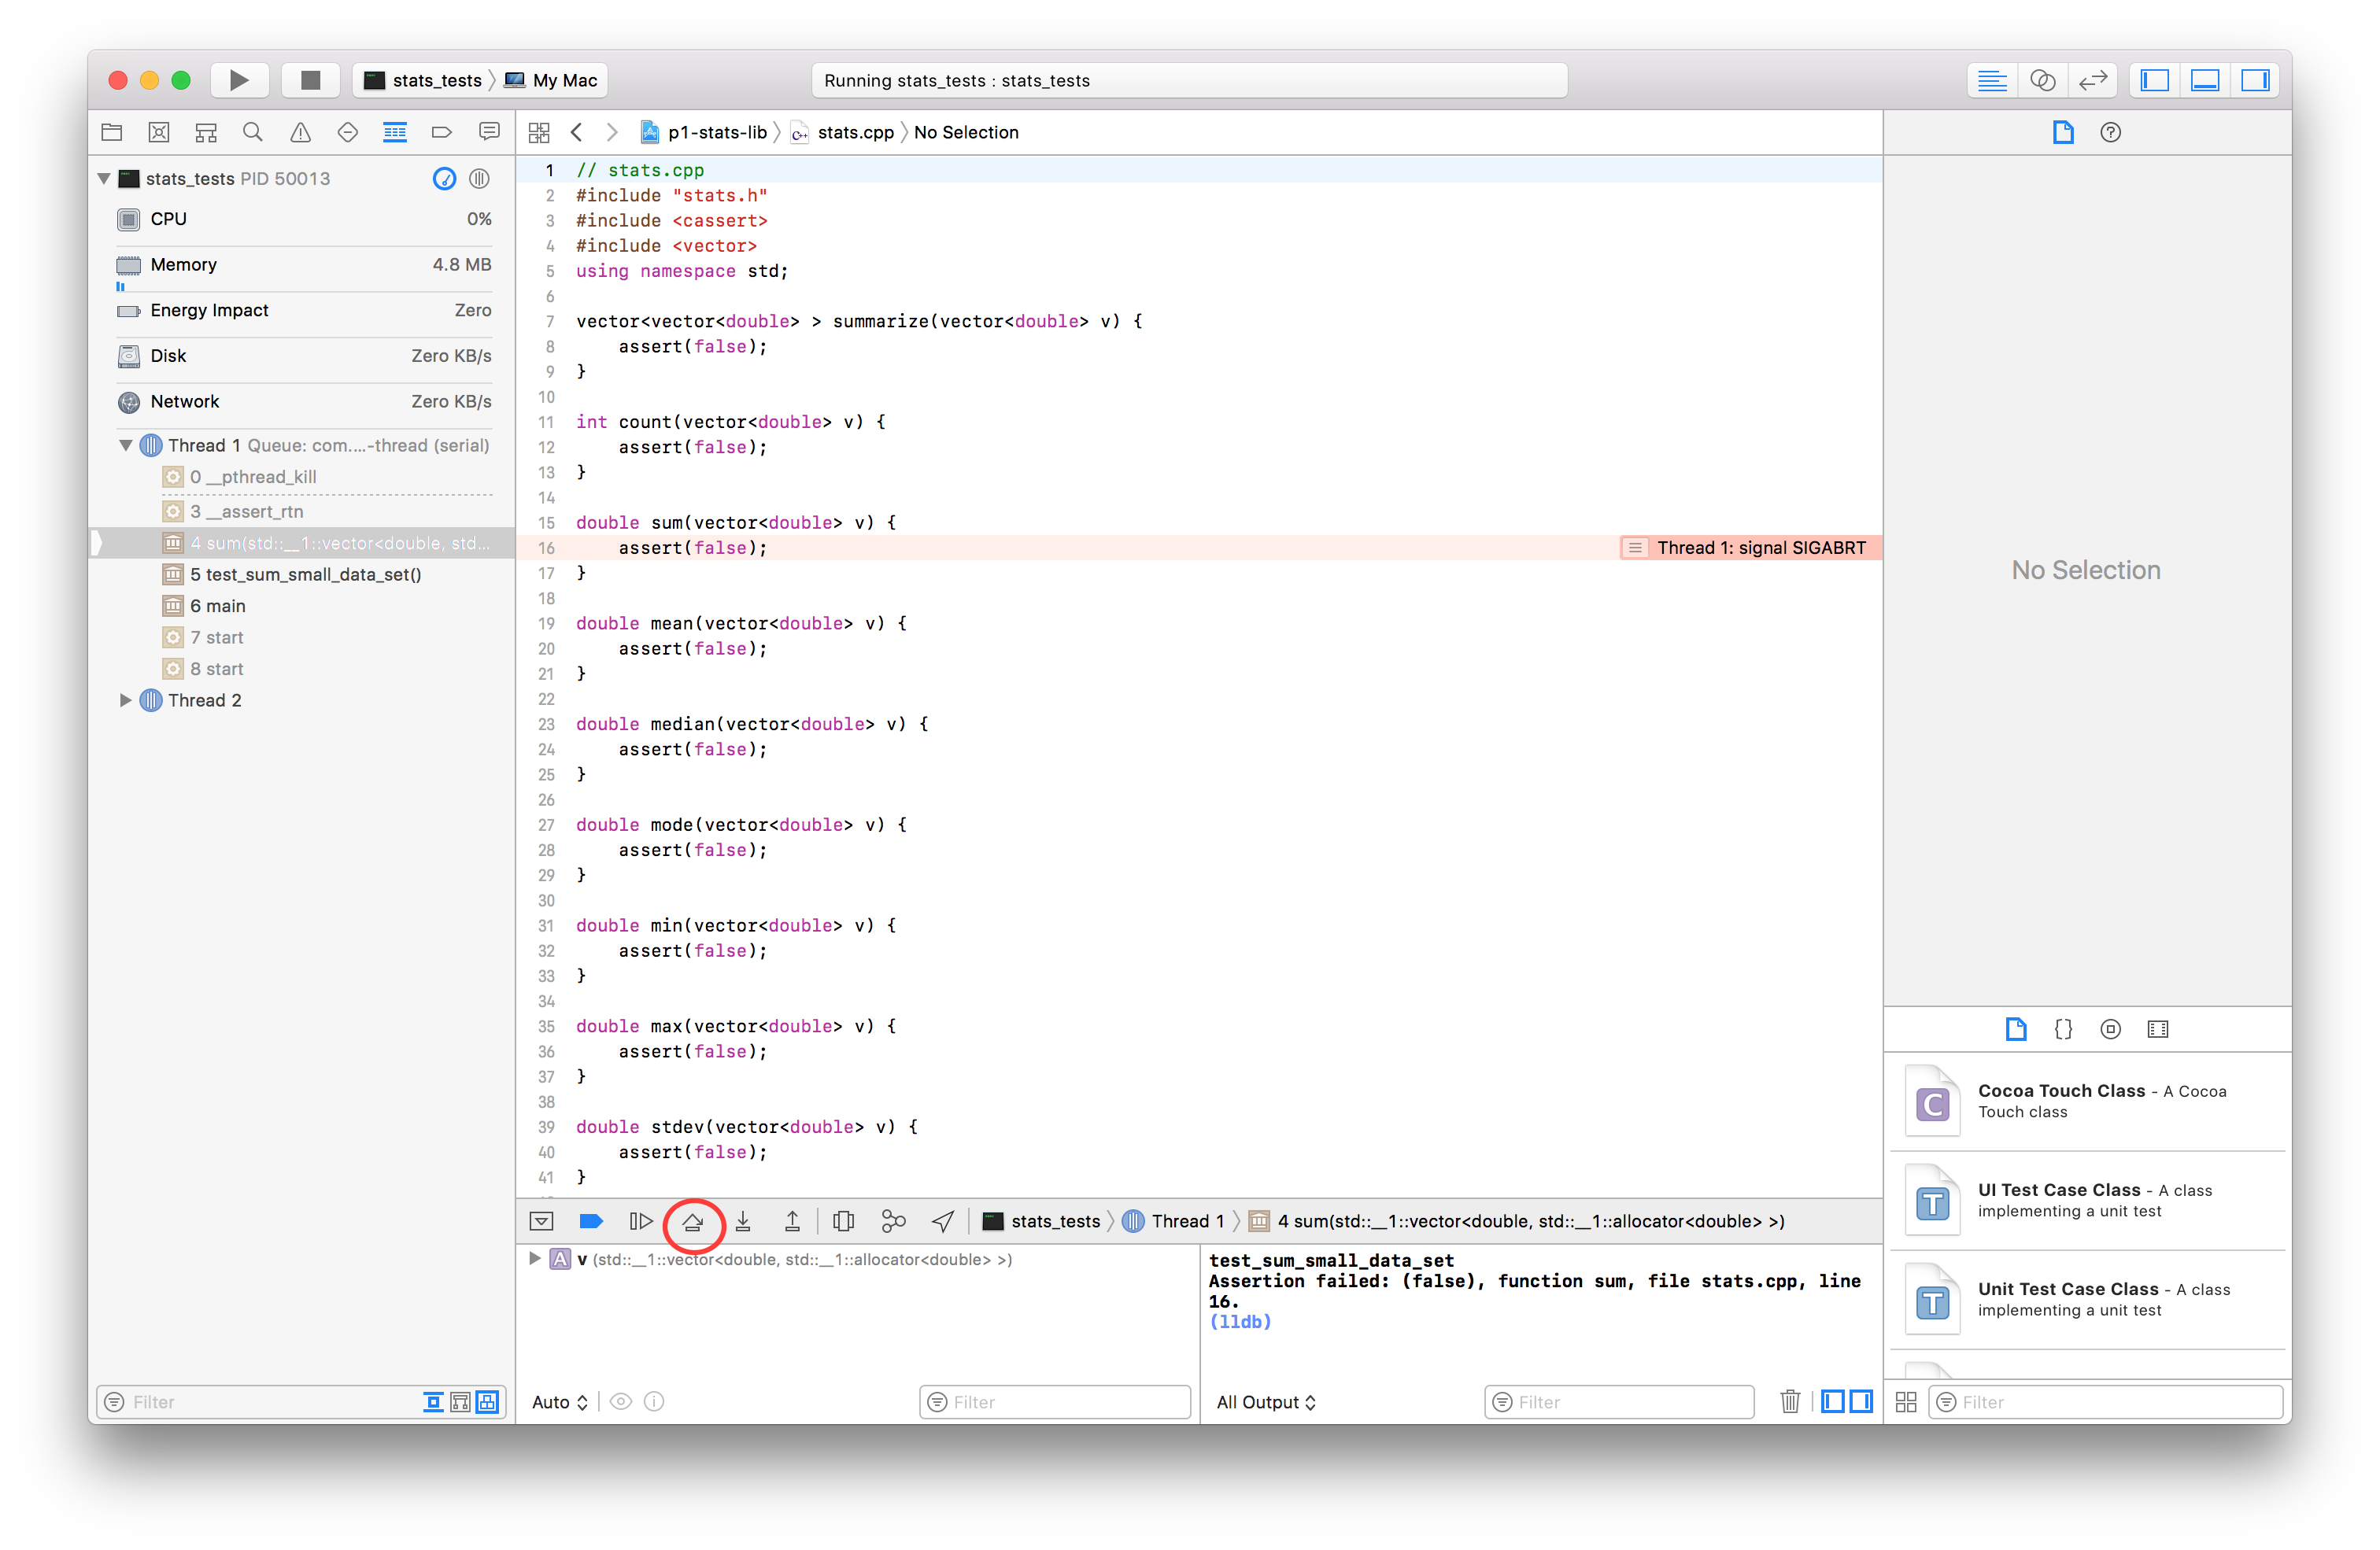 stats_tests 〉 My Mac
Running stats_tests : stats_tests
p1-stats-lib 〉 stats.cpp 〉 No Selection
stats_tests PID 50013
CPU 0%
Memory 4.8 MB
Energy Impact Zero
Disk Zero KB/s
Network Zero KB/s
Thread 1 Queue: com....-thread (serial)
0 __pthread_kill
3 __assert_rtn
4 sum(std::__1::vector<double, std...
5 test_sum_small_data_set()
6 main
7 start
8 start
Thread 2
Filter
1 // stats.cpp
2 #include "stats.h"
3 #include <cassert>
4 #include <vector>
5 using namespace std;
6
7 vector<vector<double> > summarize(vector<double> v) {
8     assert(false);
9 }
10
11 int count(vector<double> v) {
12     assert(false);
13 }
14
15 double sum(vector<double> v) {
16     assert(false);
Thread 1: signal SIGABRT
17 }
18
19 double mean(vector<double> v) {
20     assert(false);
21 }
22
23 double median(vector<double> v) {
24     assert(false);
25 }
26
27 double mode(vector<double> v) {
28     assert(false);
29 }
30
31 double min(vector<double> v) {
32     assert(false);
33 }
34
35 double max(vector<double> v) {
36     assert(false);
37 }
38
39 double stdev(vector<double> v) {
40     assert(false);
41 }
stats_tests 〉 Thread 1 〉 4 sum(std::__1::vector<double, std::__1::allocator<double> >)
A v (std::__1::vector<double, std::__1::allocator<double> >)
Auto
Filter
test_sum_small_data_set
Assertion failed: (false), function sum, file stats.cpp, line
16.
(lldb)
All Output
Filter
No Selection
C
Cocoa Touch Class - A Cocoa
Touch class
T
UI Test Case Class - A class
implementing a unit test
T
Unit Test Case Class - A class
implementing a unit test
Filter